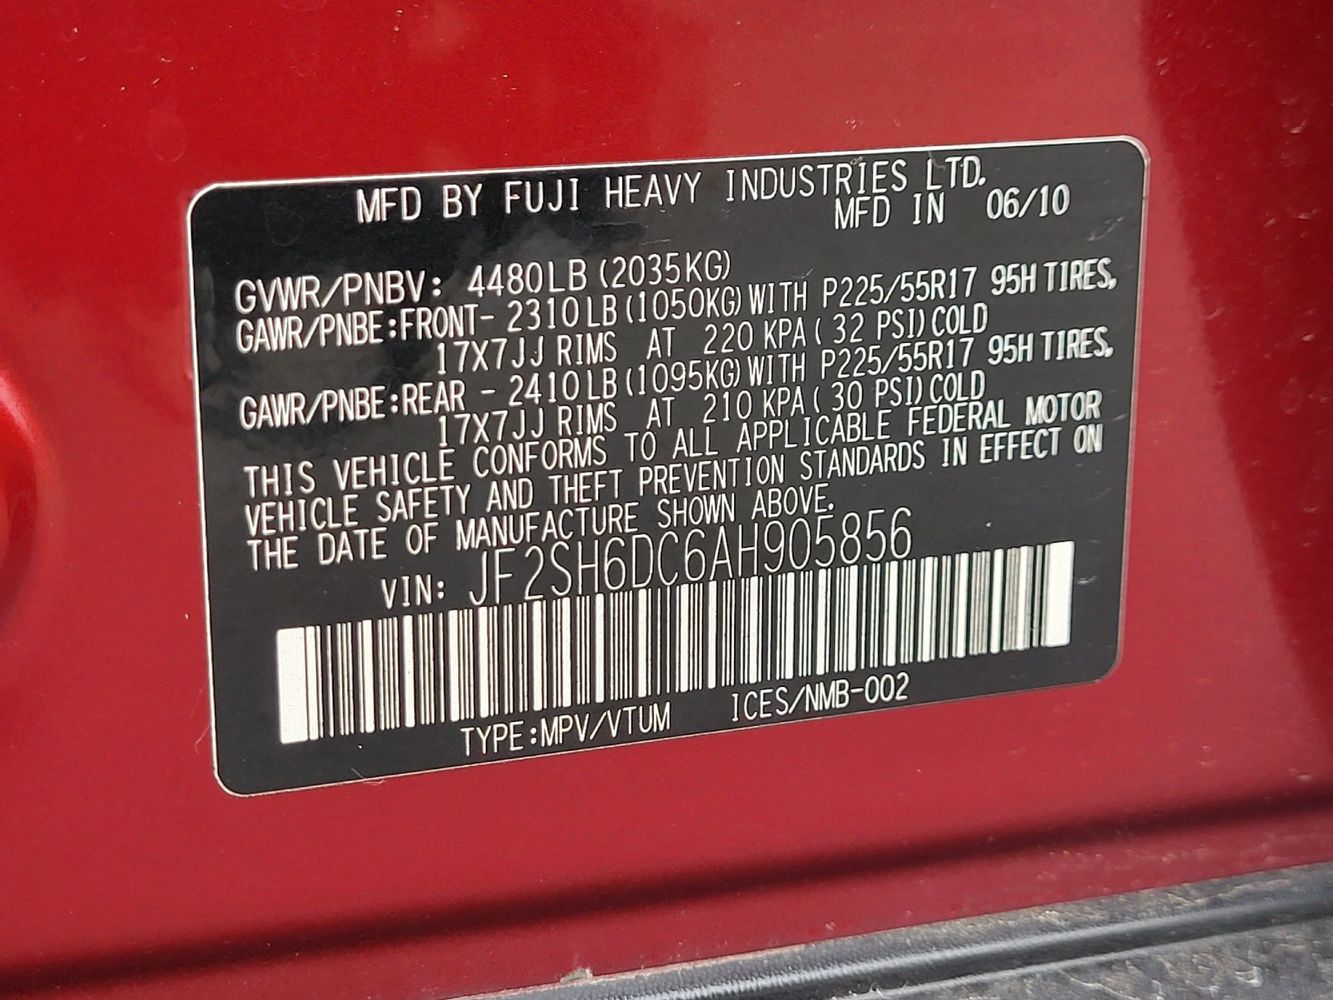 MFD BY FUJI HEAVY INDUSTRIES LTD.
MFD IN 06/10
GVWR/PNBV: 4480LB (2035KG)
GAWR/PNBE:FRONT- 2310LB(1050KG)WITH P225/55R17 95H TIRES,
17X7JJ RIMS AT 220 KPA( 32 PSI)COLD
GAWR/PNBE:REAR - 2410LB(1095KG)WITH P225/55R17 95H TIRES,
17X7JJ RIMS AT 210 KPA( 30 PSI)COLD
THIS VEHICLE CONFORMS TO ALL APPLICABLE FEDERAL MOTOR
VEHICLE SAFETY AND THEFT PREVENTION STANDARDS IN EFFECT ON
THE DATE OF MANUFACTURE SHOWN ABOVE.
VIN: JF2SH6DC6AH905856
TYPE:MPV/VTUM ICES/NMB-002